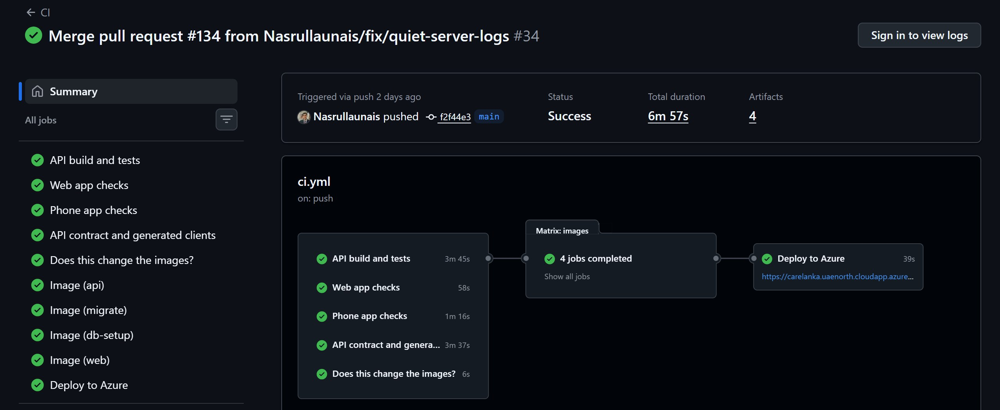 CI
Merge pull request #134 from Nasrullaunais/fix/quiet-server-logs #34
Sign in to view logs
Summary
All jobs
API build and tests
Web app checks
Phone app checks
API contract and generated clients
Does this change the images?
Image (api)
Image (migrate)
Image (db-setup)
Image (web)
Deploy to Azure
Triggered via push 2 days ago
Nasrullaunais pushed f2f44e3 main
Status
Success
Total duration
6m 57s
Artifacts
4
ci.yml
on: push
API build and tests 3m 45s
Web app checks 58s
Phone app checks 1m 16s
API contract and genera... 3m 37s
Does this change the images? 6s
Matrix: images
4 jobs completed
Show all jobs
Deploy to Azure 39s
https://carelanka.uaenorth.cloudapp.azure...